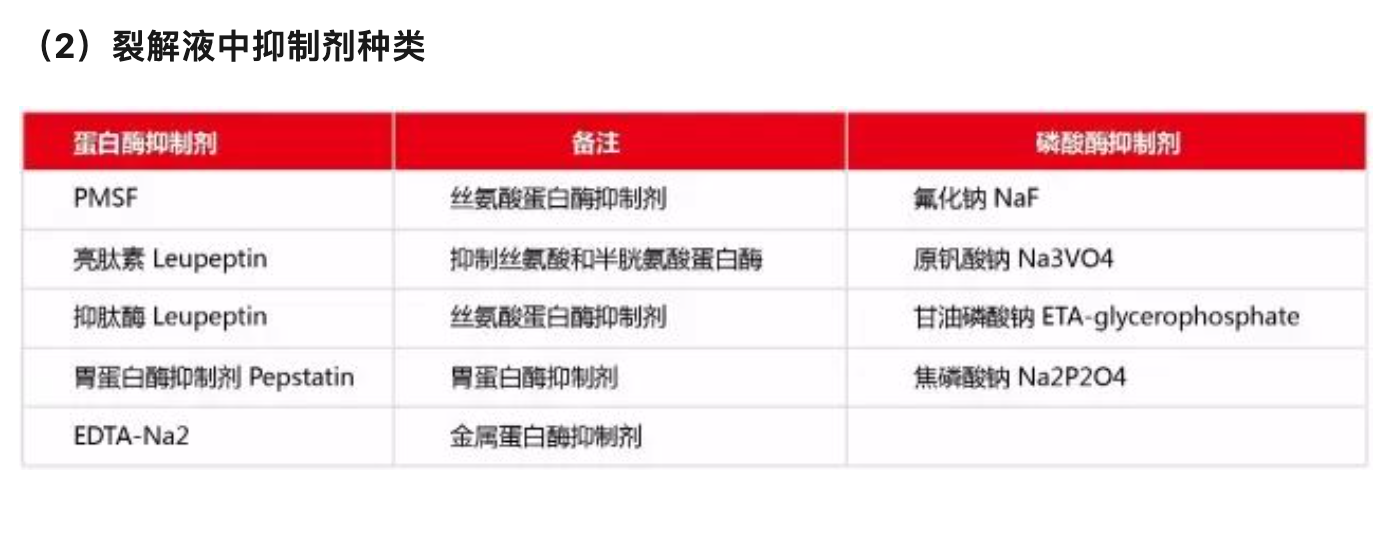 （2）裂解液中抑制剂种类
蛋白酶抑制剂 备注 磷酸酶抑制剂
PMSF 丝氨酸蛋白酶抑制剂 氟化钠 NaF
亮肽素 Leupeptin 抑制丝氨酸和半胱氨酸蛋白酶 原钒酸钠 Na3VO4
抑肽酶 Leupeptin 丝氨酸蛋白酶抑制剂 甘油磷酸钠 ETA-glycerophosphate
胃蛋白酶抑制剂 Pepstatin 胃蛋白酶抑制剂 焦磷酸钠 Na2P2O4
EDTA-Na2 金属蛋白酶抑制剂